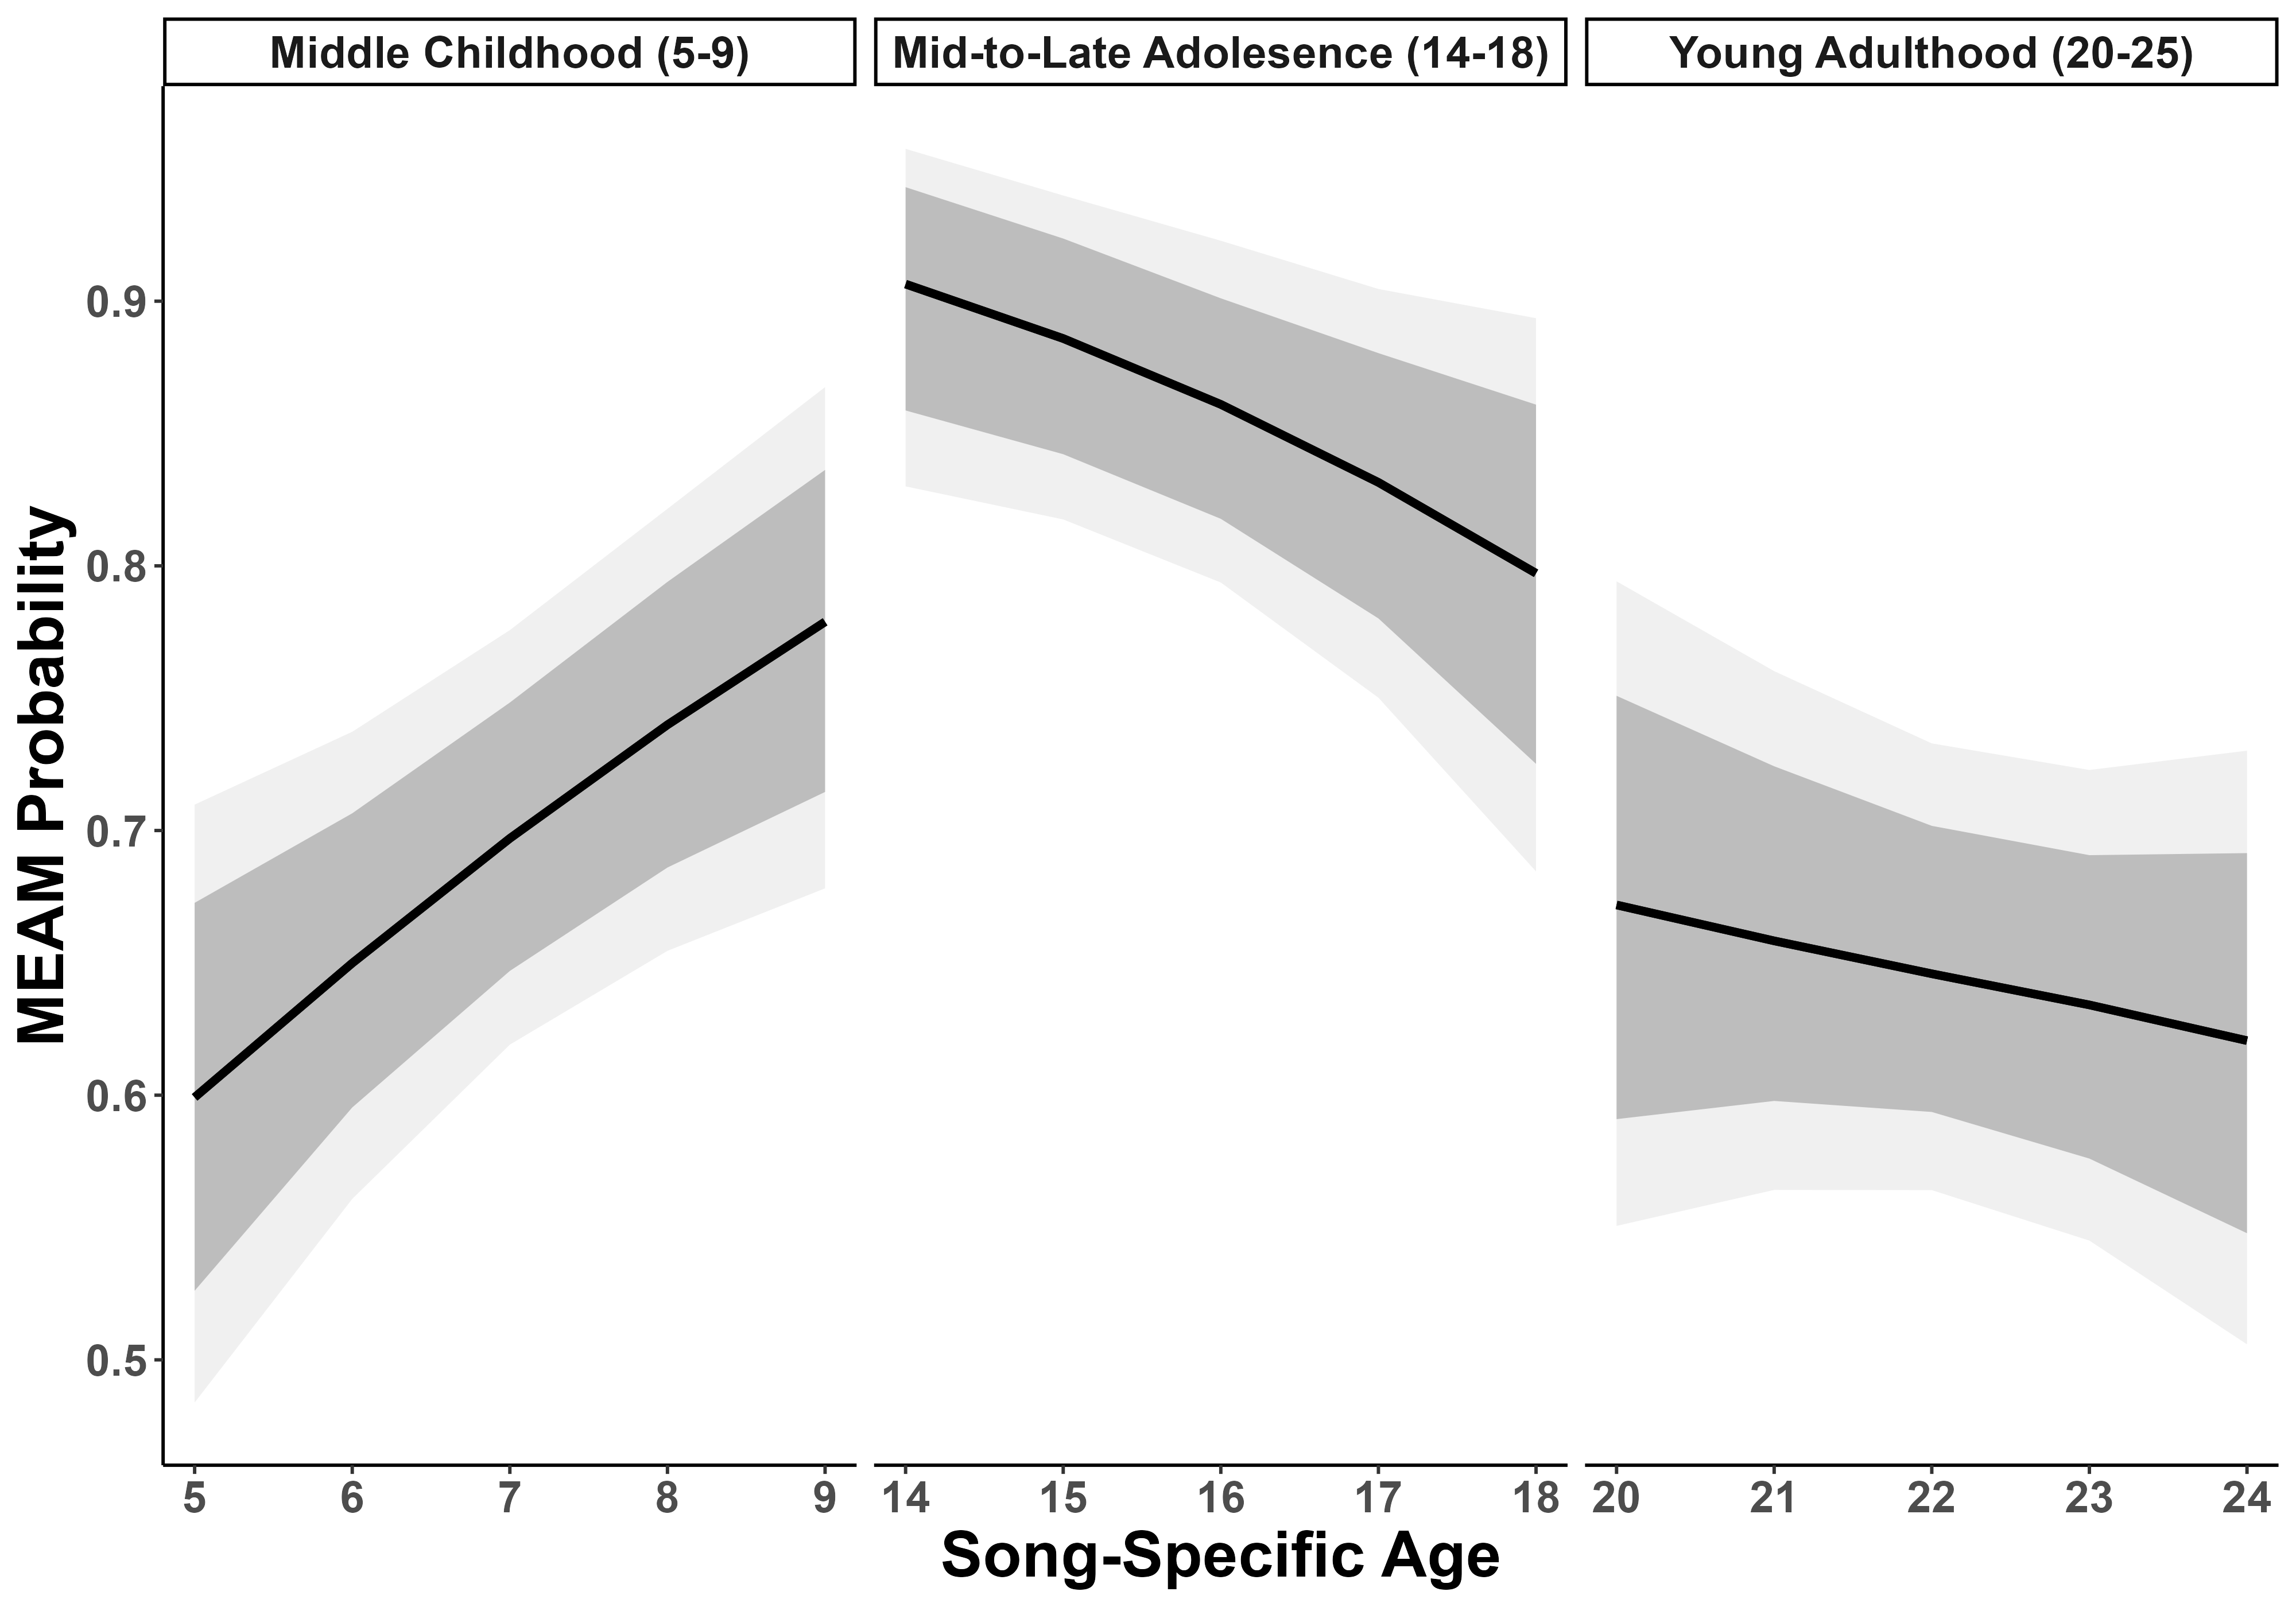 Middle Childhood (5-9)
Mid-to-Late Adolesence (14-18)
Young Adulthood (20-25)
MEAM Probability
0.9
0.8
0.7
0.6
0.5
5 6 7 8 9 14 15 16 17 18 20 21 22 23 24
Song-Specific Age